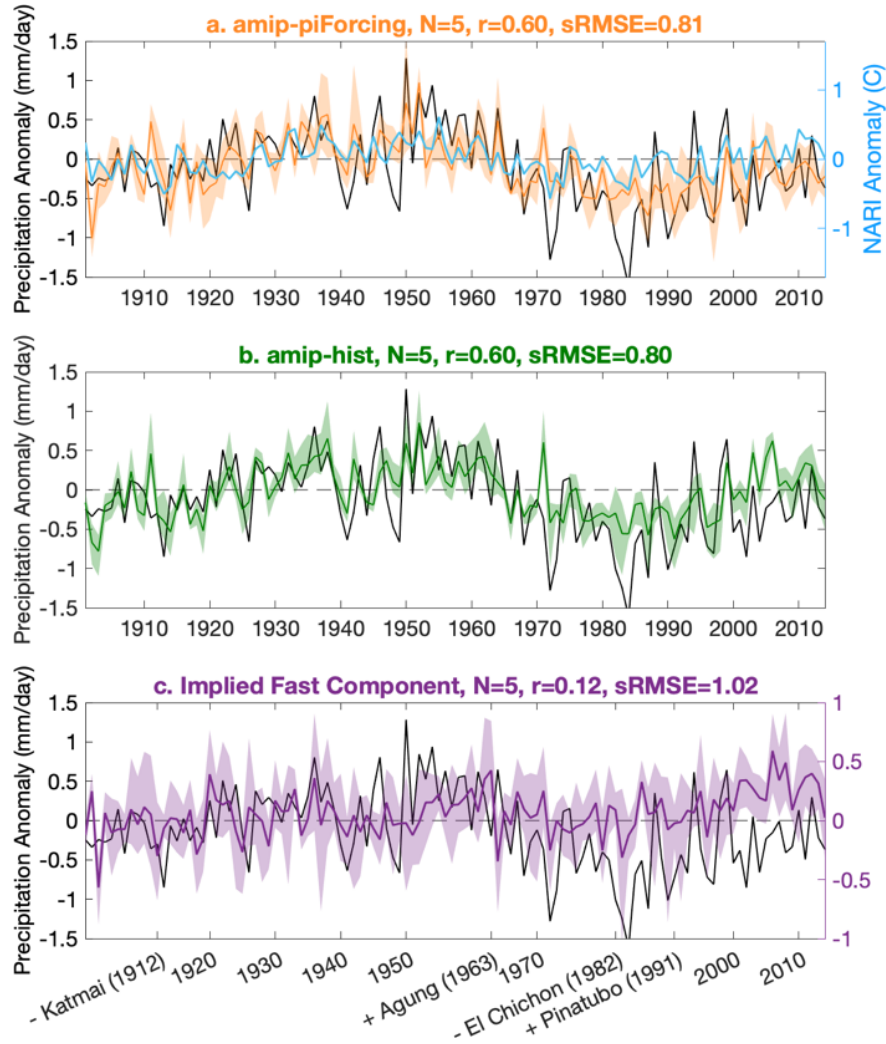 a. amip-piForcing, N=5, r=0.60, sRMSE=0.81
Precipitation Anomaly (mm/day)
1.5
1
0.5
0
-0.5
-1
-1.5
1
0
-1
NARI Anomaly (C)
1910 1920 1930 1940 1950 1960 1970 1980 1990 2000 2010
b. amip-hist, N=5, r=0.60, sRMSE=0.80
Precipitation Anomaly (mm/day)
1.5
1
0.5
0
-0.5
-1
-1.5
1910 1920 1930 1940 1950 1960 1970 1980 1990 2000 2010
c. Implied Fast Component, N=5, r=0.12, sRMSE=1.02
Precipitation Anomaly (mm/day)
1.5
1
0.5
0
-0.5
-1
-1.5
1
0.5
0
-0.5
-1
- Katmai (1912) 1920 1930 1940 1950 + Agung (1963) 1970 - El Chichon (1982) + Pinatubo (1991) 2000 2010